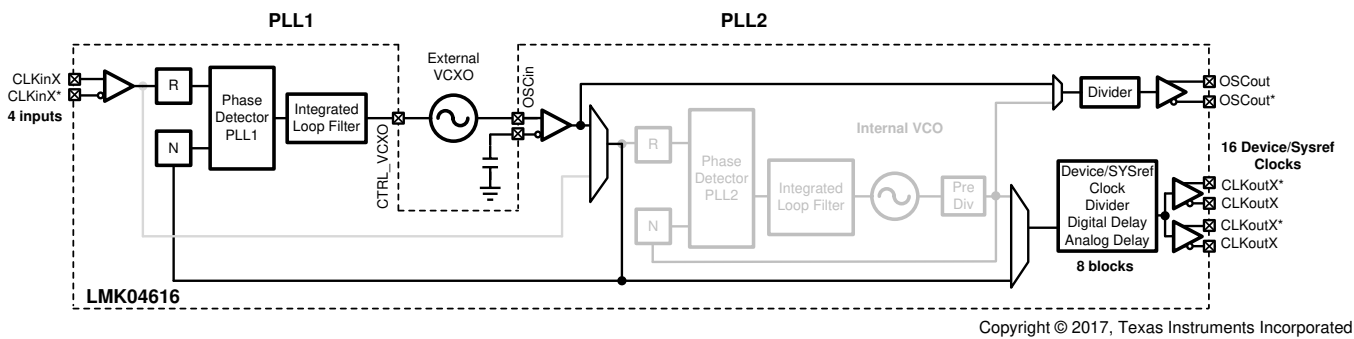 PLL1
PLL2
CLKinX
CLKinX*
4 inputs
R
N
Phase
Detector
PLL1
Integrated
Loop Filter
CTRL_VCXO
External
VCXO
OSCin
R
N
Phase
Detector
PLL2
Integrated
Loop Filter
Internal VCO
Pre
Div
Divider
OSCout
OSCout*
16 Device/Sysref
Clocks
Device/SYSref
Clock
Divider
Digital Delay
Analog Delay
8 blocks
CLKoutX*
CLKoutX
CLKoutX*
CLKoutX
LMK04616
Copyright © 2017, Texas Instruments Incorporated